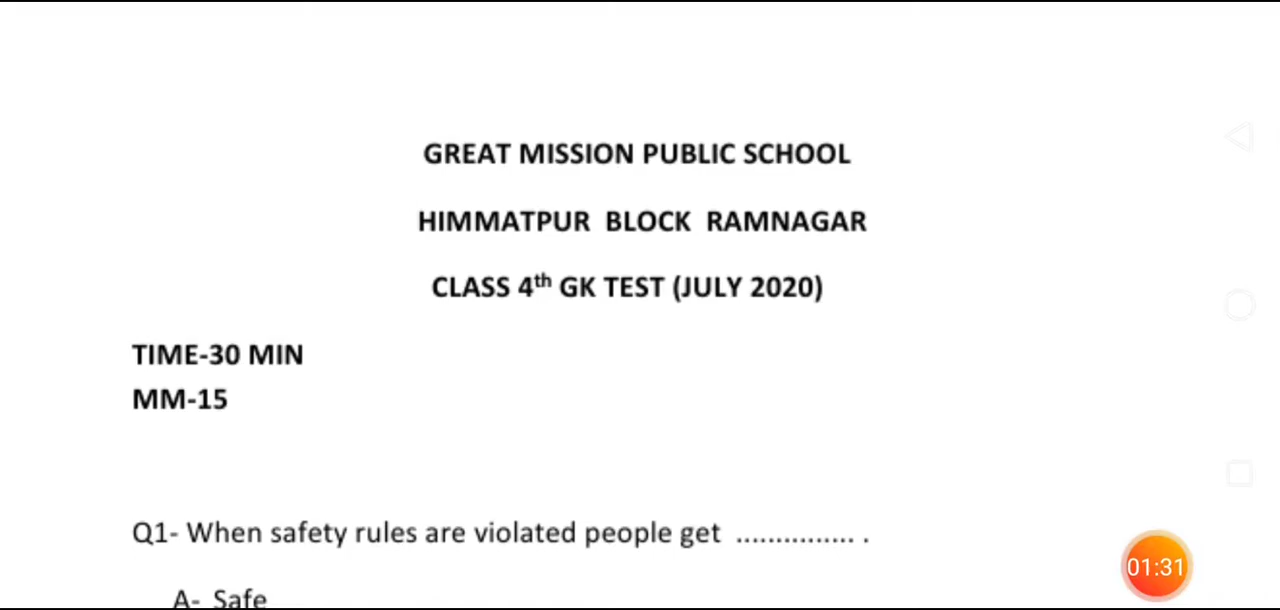 GREAT MISSION PUBLIC SCHOOL
HIMMATPUR BLOCK RAMNAGAR
CLASS 4th GK TEST (JULY 2020)
TIME-30 MIN
MM-15
Q1- When safety rules are violated people get ............... .
A- Safe
01:31